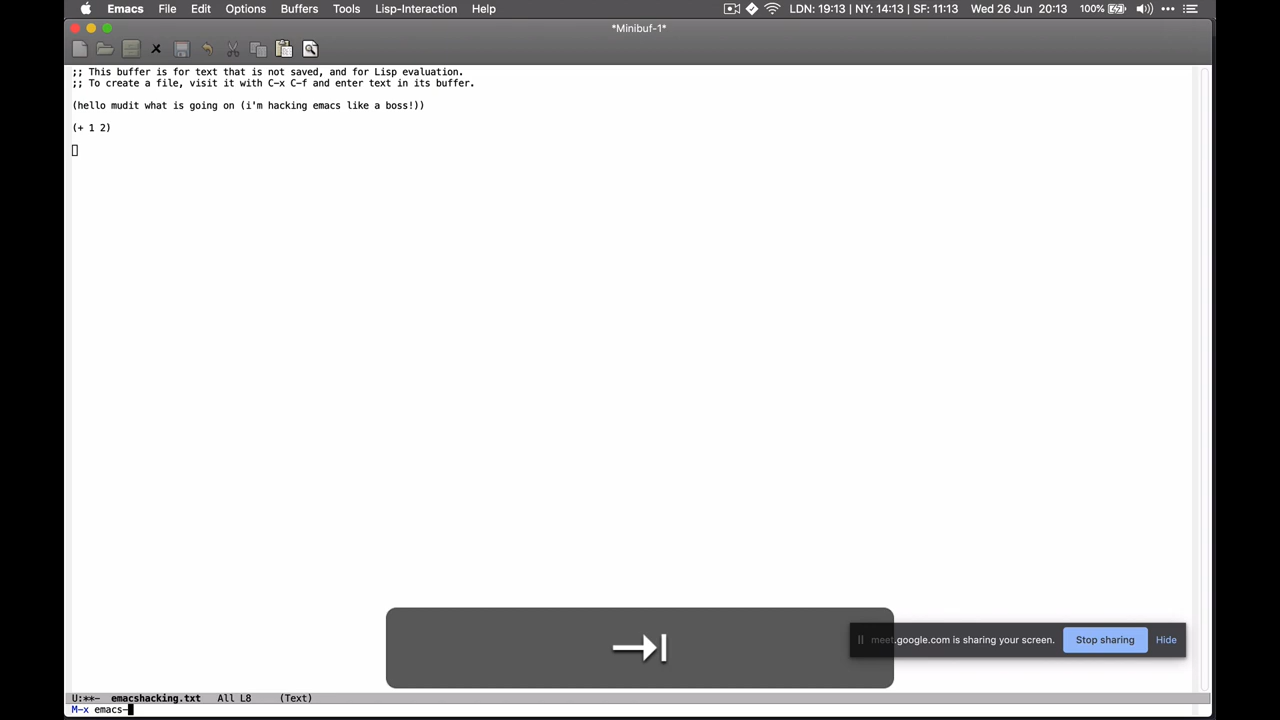 Emacs File Edit Options Buffers Tools Lisp-Interaction Help LDN: 19:13 | NY: 14:13 | SF: 11:13 Wed 26 Jun 20:13 100%
*Minibuf-1*
;; This buffer is for text that is not saved, and for Lisp evaluation.
;; To create a file, visit it with C-x C-f and enter text in its buffer.
(hello mudit what is going on (i'm hacking emacs like a boss!))
(+ 1 2)
meet.google.com is sharing your screen. Stop sharing Hide
U:**- emacshacking.txt All L8 (Text)
M-x emacs-